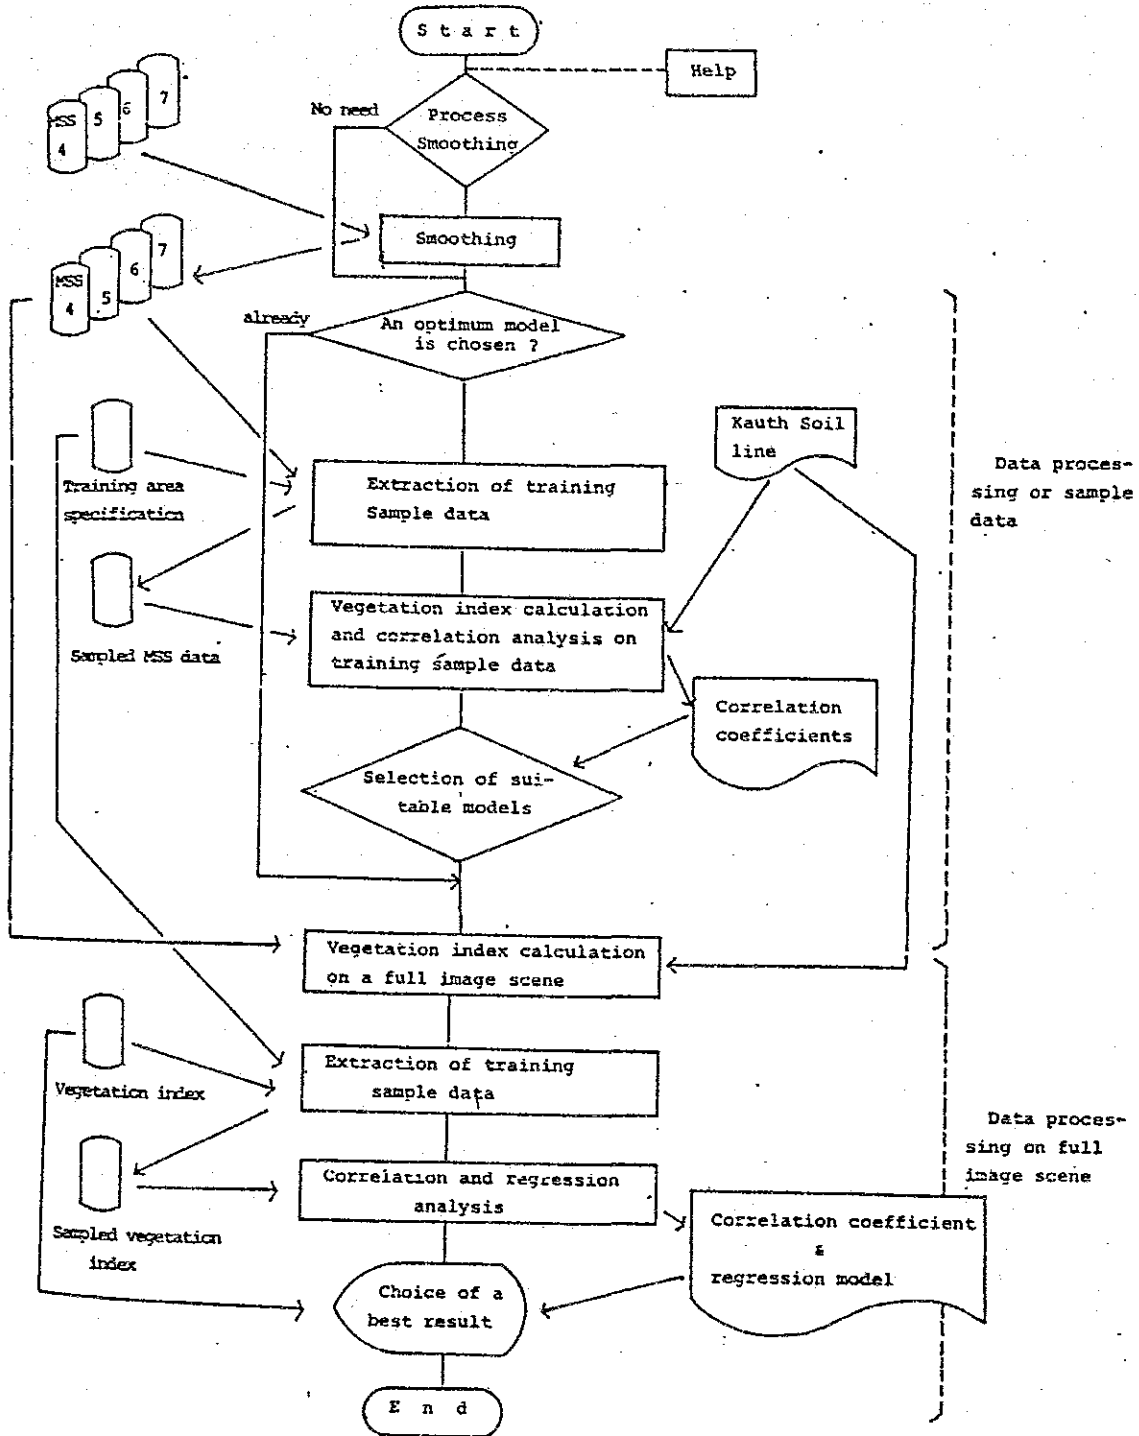 S t a r t
Help
No need
Process
Smoothing
MSS
4
5
6
7
Smoothing
MSS
4
5
6
7
already
An optimum model
is chosen ?
Kauth Soil
line
Training area
specification
Extraction of training
Sample data
Data proces-
sing or sample
data
Sampled MSS data
Vegetation index calculation
and correlation analysis on
training sample data
Correlation
coefficients
Selection of sui-
table models
Vegetation index calculation
on a full image scene
Vegetation index
Extraction of training
sample data
Data proces-
sing on full
image scene
Sampled vegetation
index
Correlation and regression
analysis
Correlation coefficient
&
regression model
Choice of a
best result
E n d